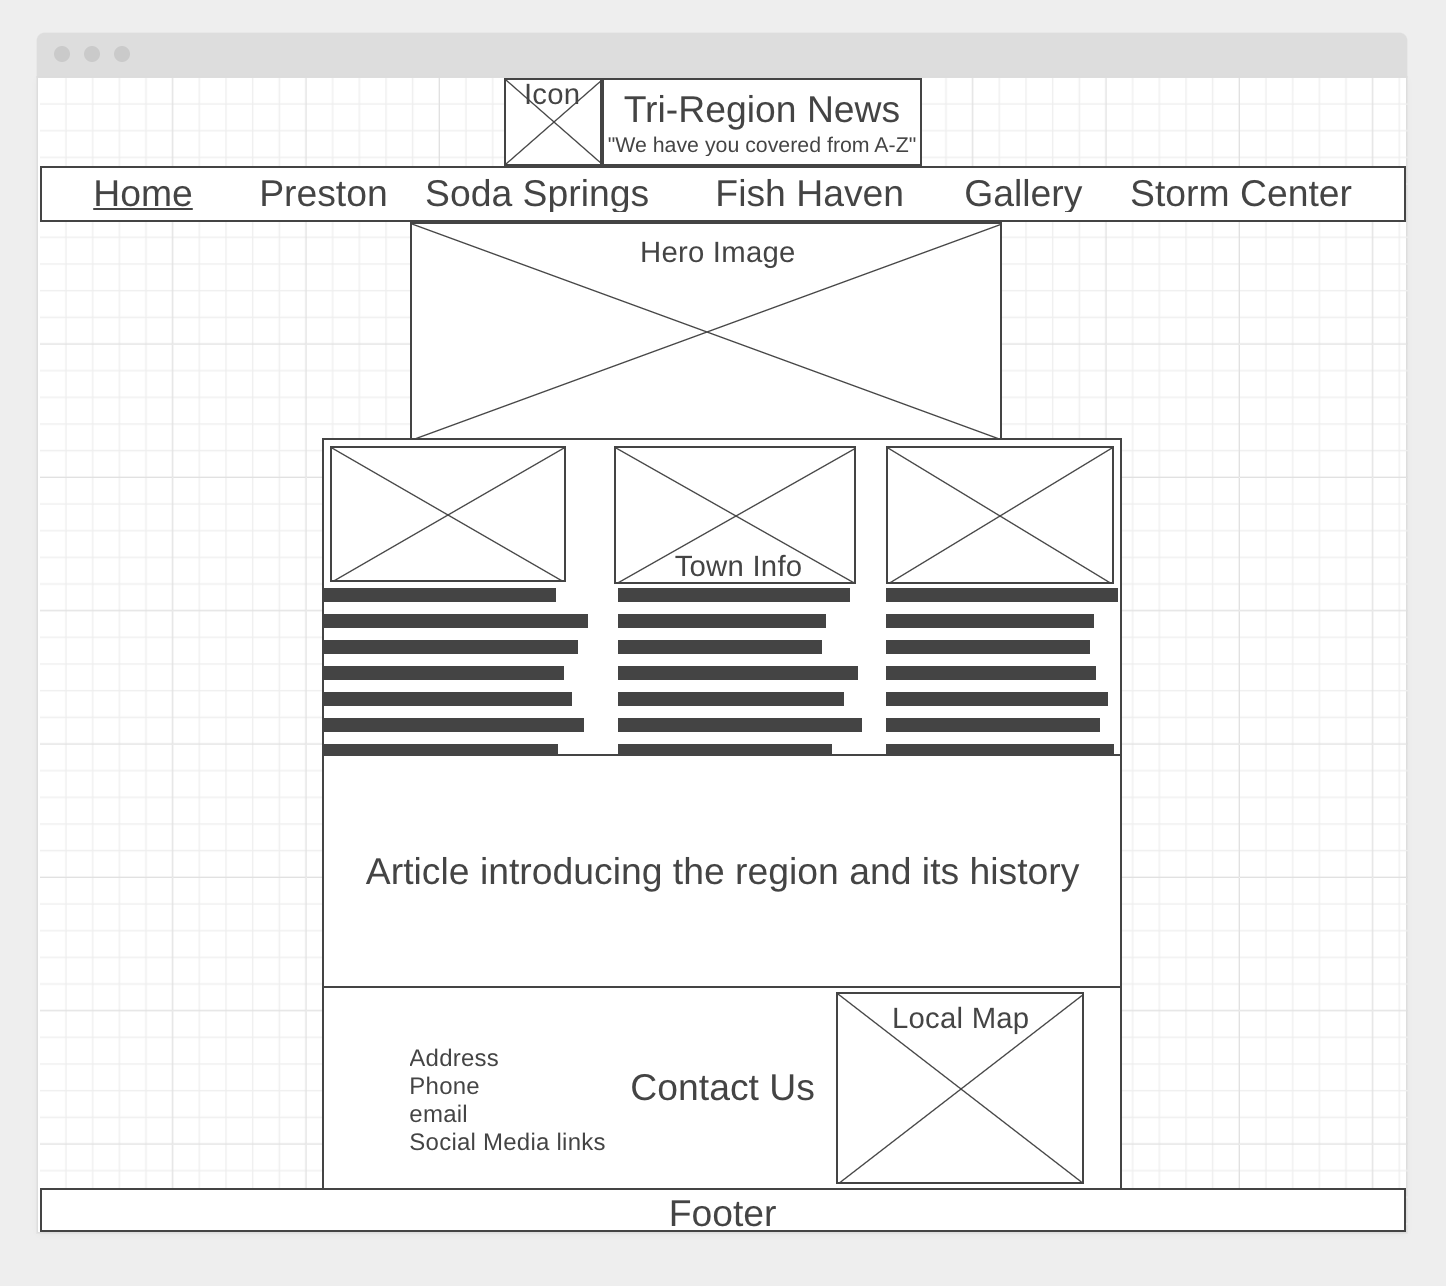 Icon
Tri-Region News
"We have you covered from A-Z"
Home Preston Soda Springs Fish Haven Gallery Storm Center
Hero Image
Town Info
Article introducing the region and its history
Address
Phone
email
Social Media links
Contact Us
Local Map
Footer